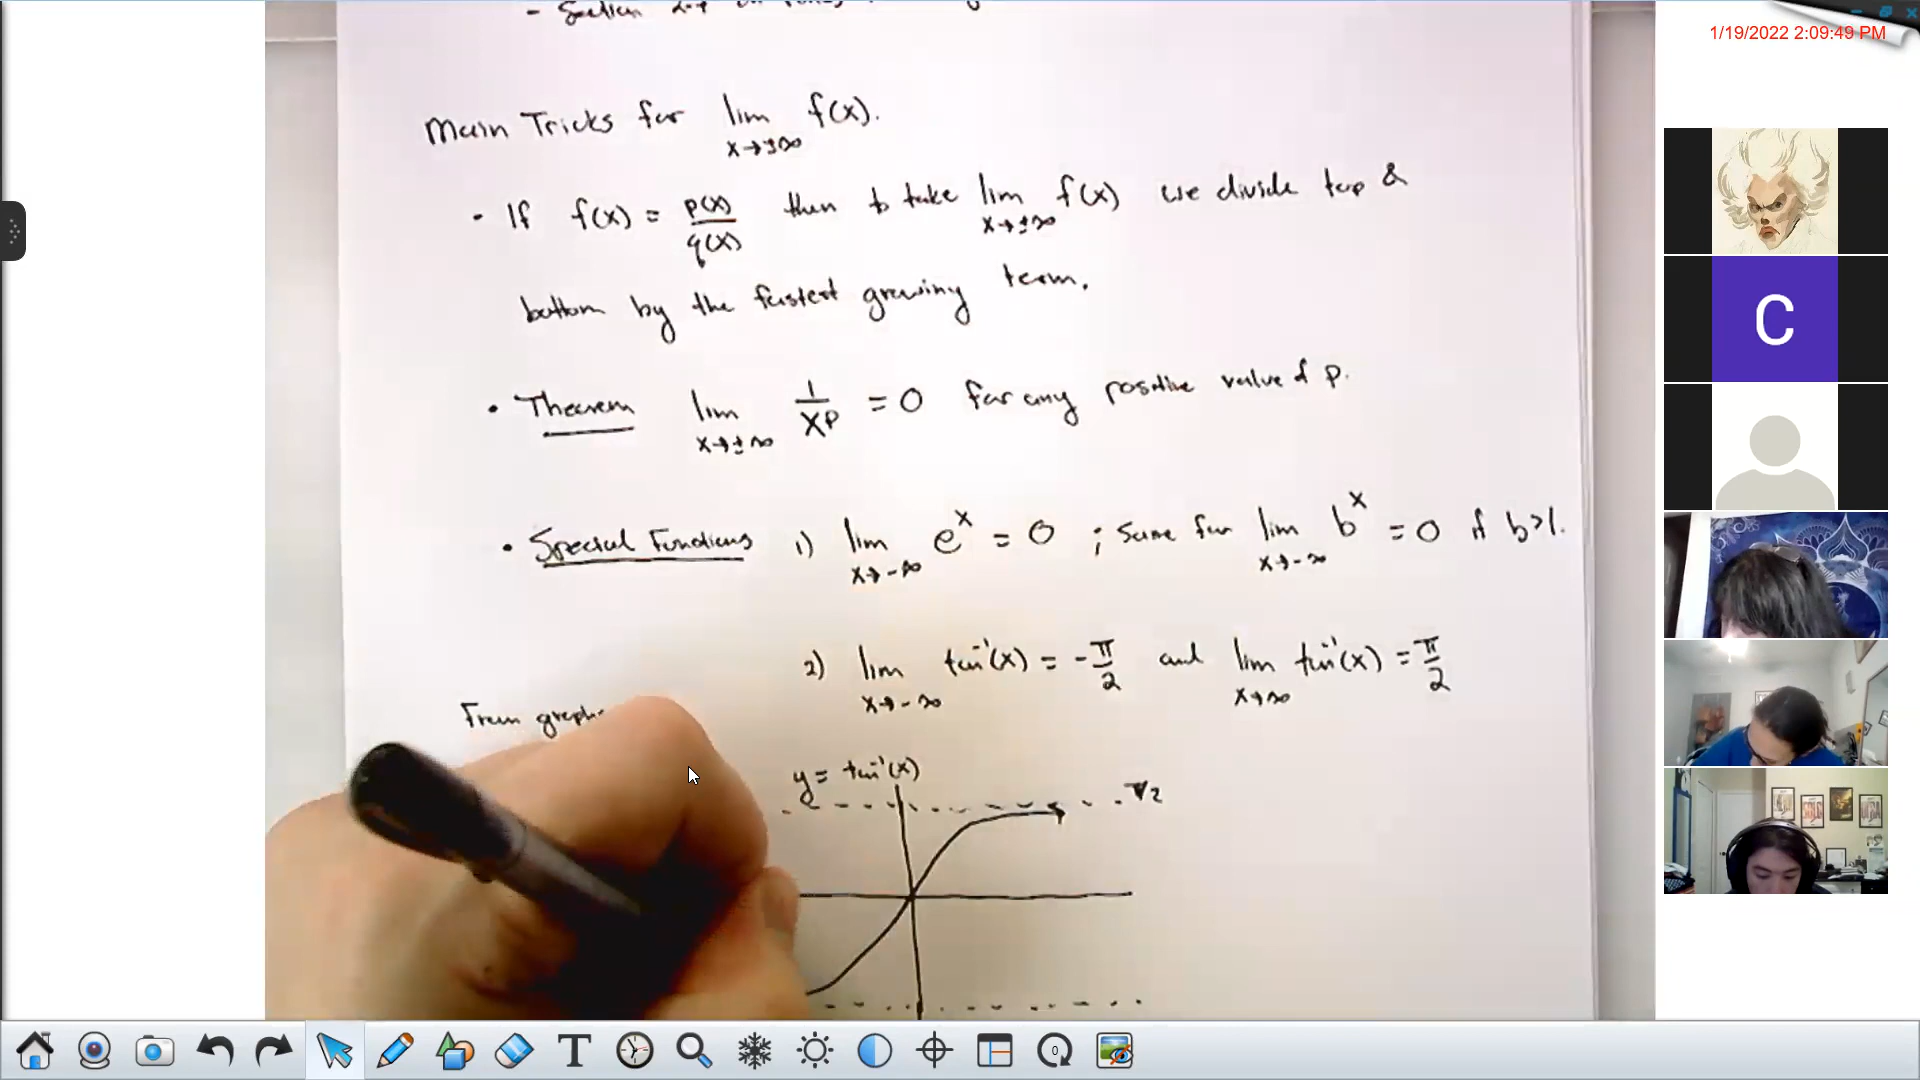 - Section
1/19/2022 2:09:49 PM
Main Tricks for lim x→±∞ f(x).
• If f(x) = p(x)/q(x) then to take lim x→±∞ f(x) we divide top &
bottom by the fastest growing term.
• Theorem lim x→±∞ 1/x^p = 0 for any positive value of p.
• Special Functions 1) lim x→-∞ e^x = 0 ; Same for lim x→-∞ b^x = 0 if b>1.
2) lim x→-∞ tan⁻¹(x) = -π/2 and lim x→∞ tan⁻¹(x) = π/2
From graph
y = tan⁻¹(x)
π/2
C
T
0